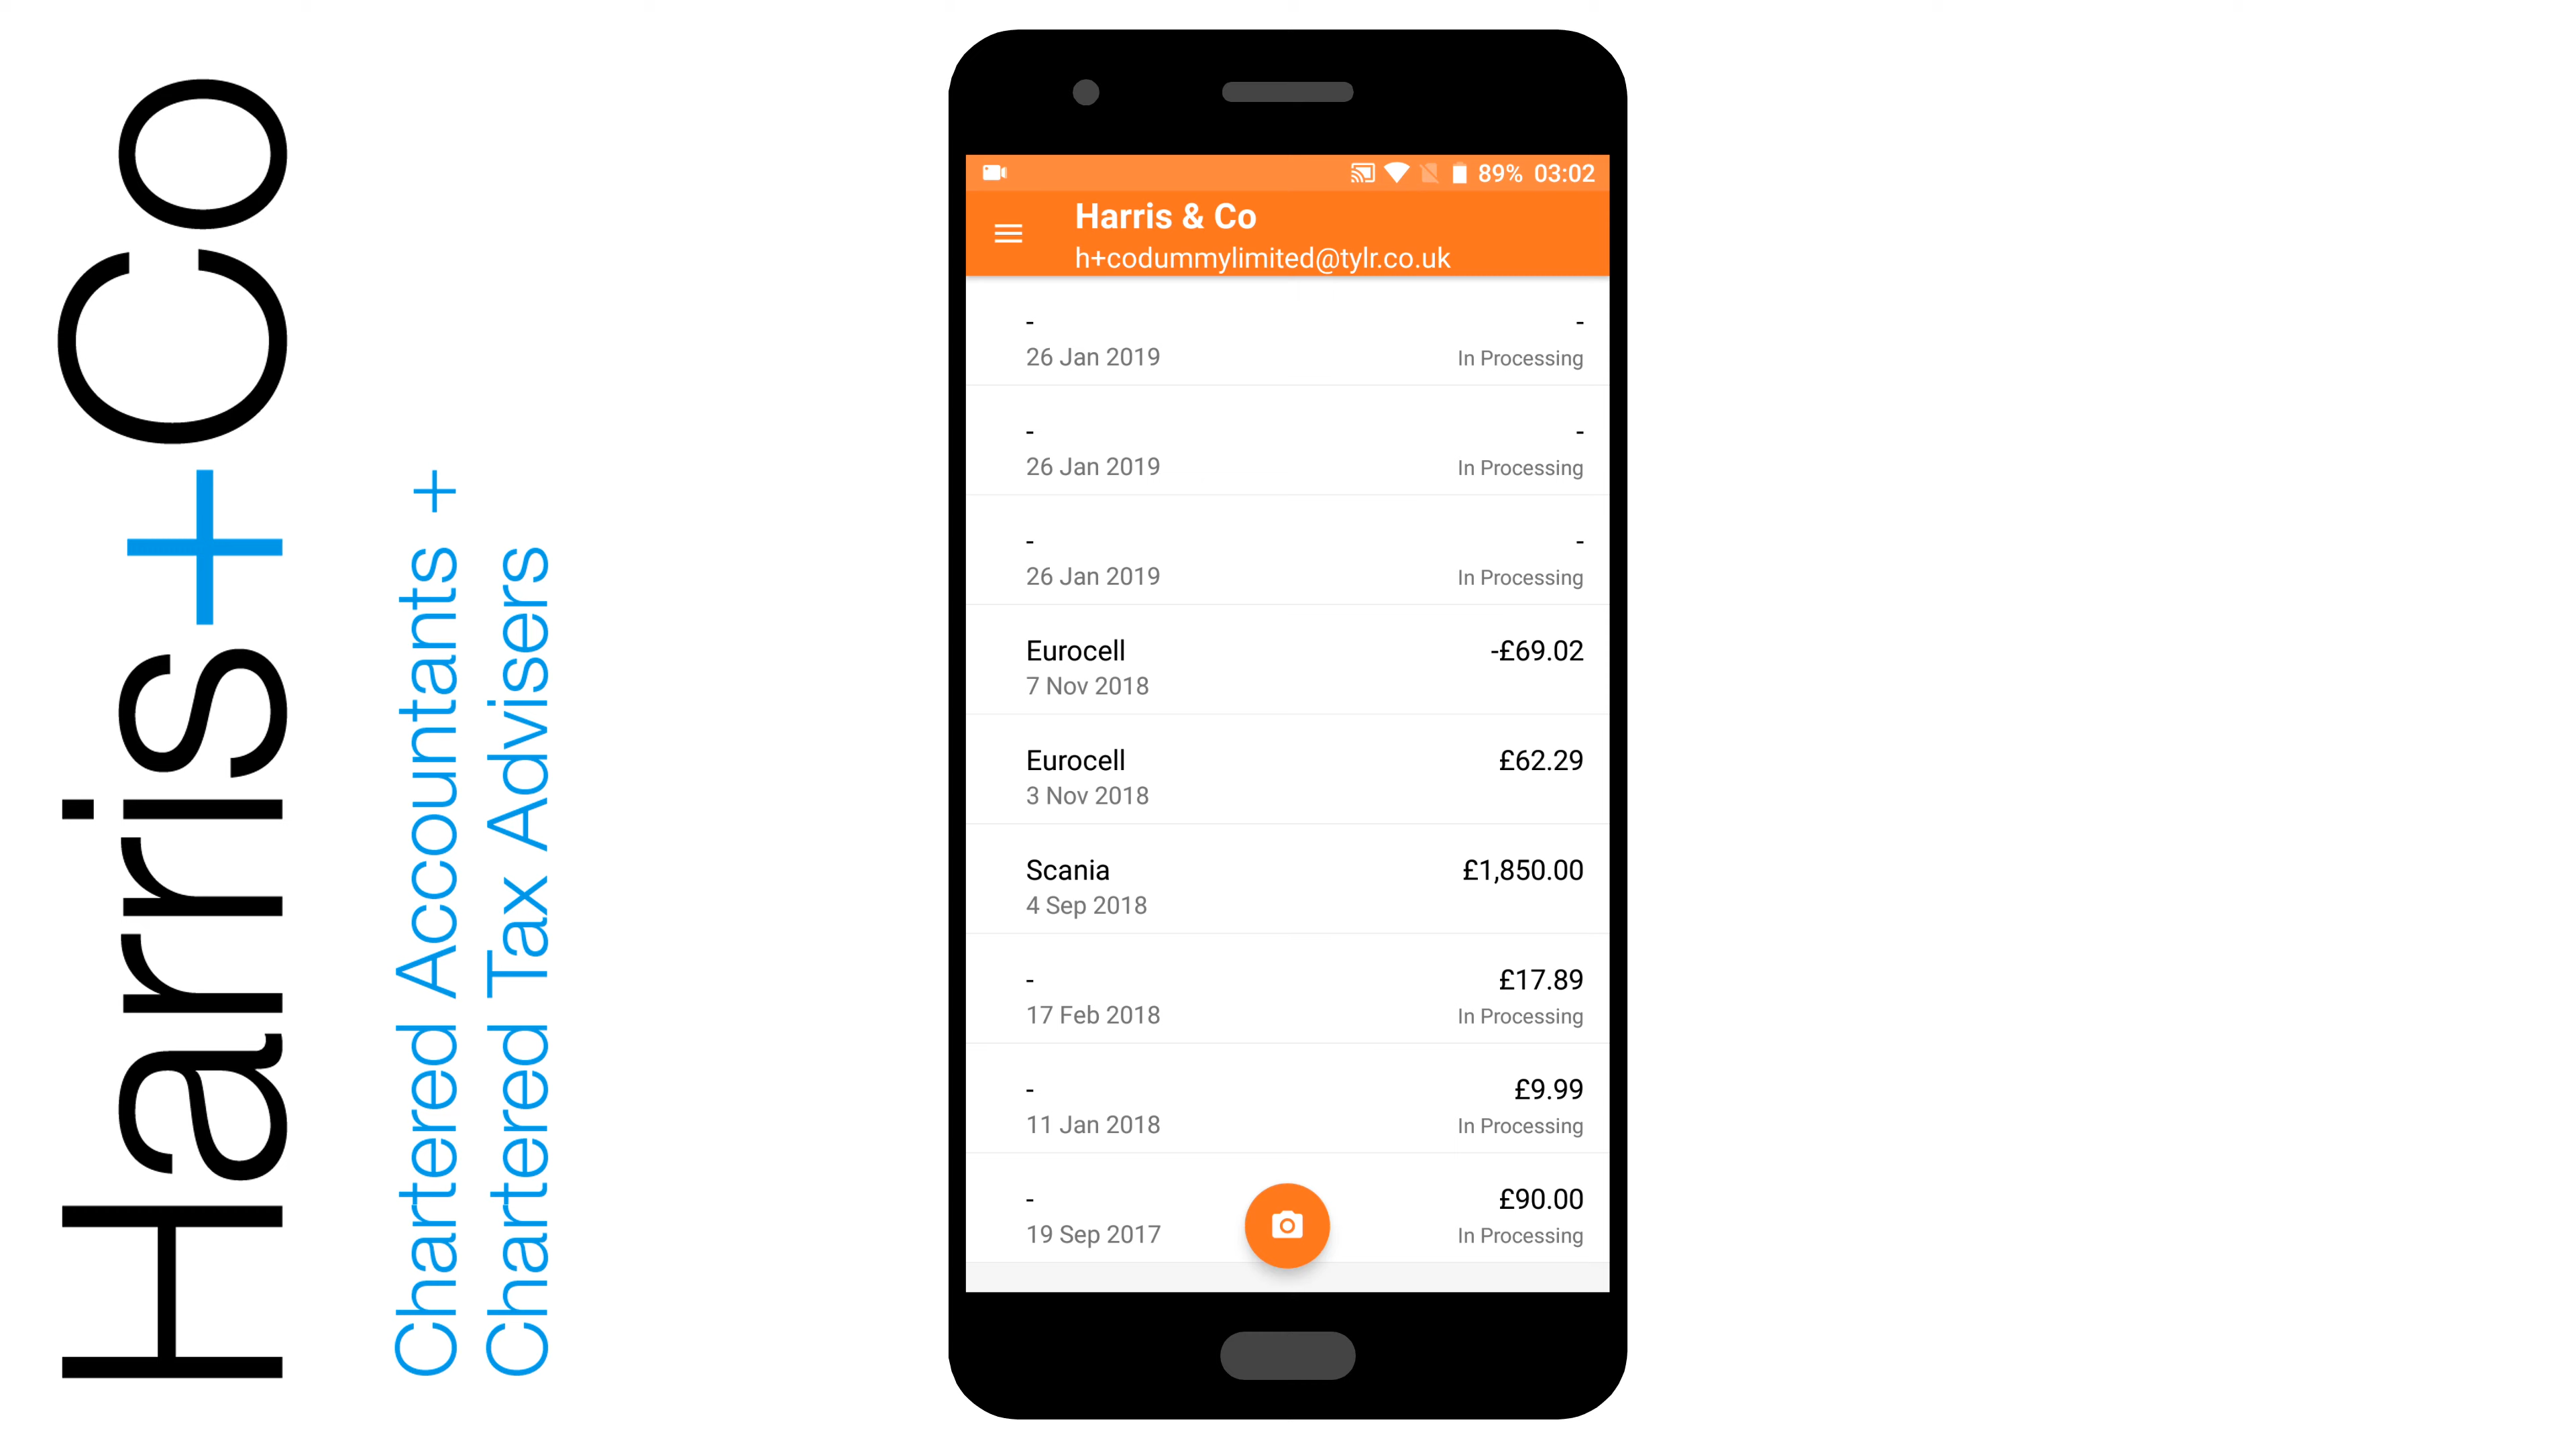 Harris+Co
Chartered Accountants +
Chartered Tax Advisers
89% 03:02
Harris & Co
h+codummylimited@tylr.co.uk
- -
26 Jan 2019 In Processing
- -
26 Jan 2019 In Processing
- -
26 Jan 2019 In Processing
Eurocell -£69.02
7 Nov 2018
Eurocell £62.29
3 Nov 2018
Scania £1,850.00
4 Sep 2018
- £17.89
17 Feb 2018 In Processing
- £9.99
11 Jan 2018 In Processing
- £90.00
19 Sep 2017 In Processing